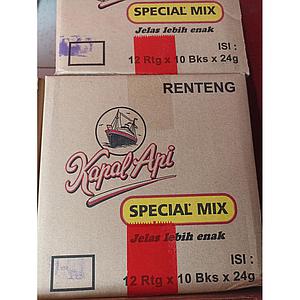 SPECIAL MIX
Jelas lebih enak
ISI :
12 Rtg x 10 Bks x 24g
RENTENG
Kapal Api
SPECIAL MIX
Jelas lebih enak
ISI :
12 Rtg x 10 Bks x 24g